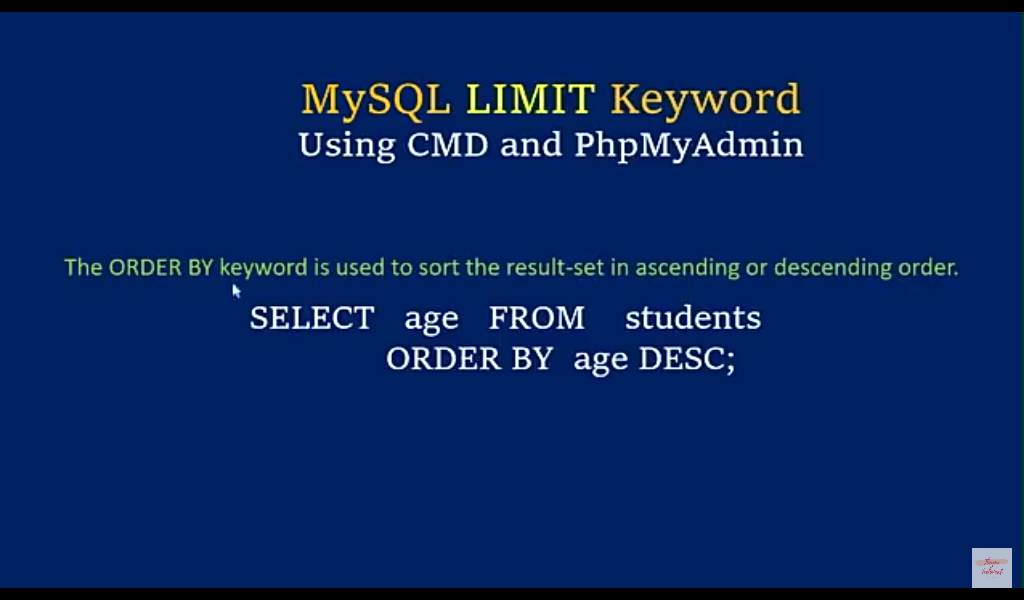 MySQL LIMIT Keyword
Using CMD and PhpMyAdmin
The ORDER BY keyword is used to sort the result-set in ascending or descending order.
SELECT age FROM students
ORDER BY age DESC;